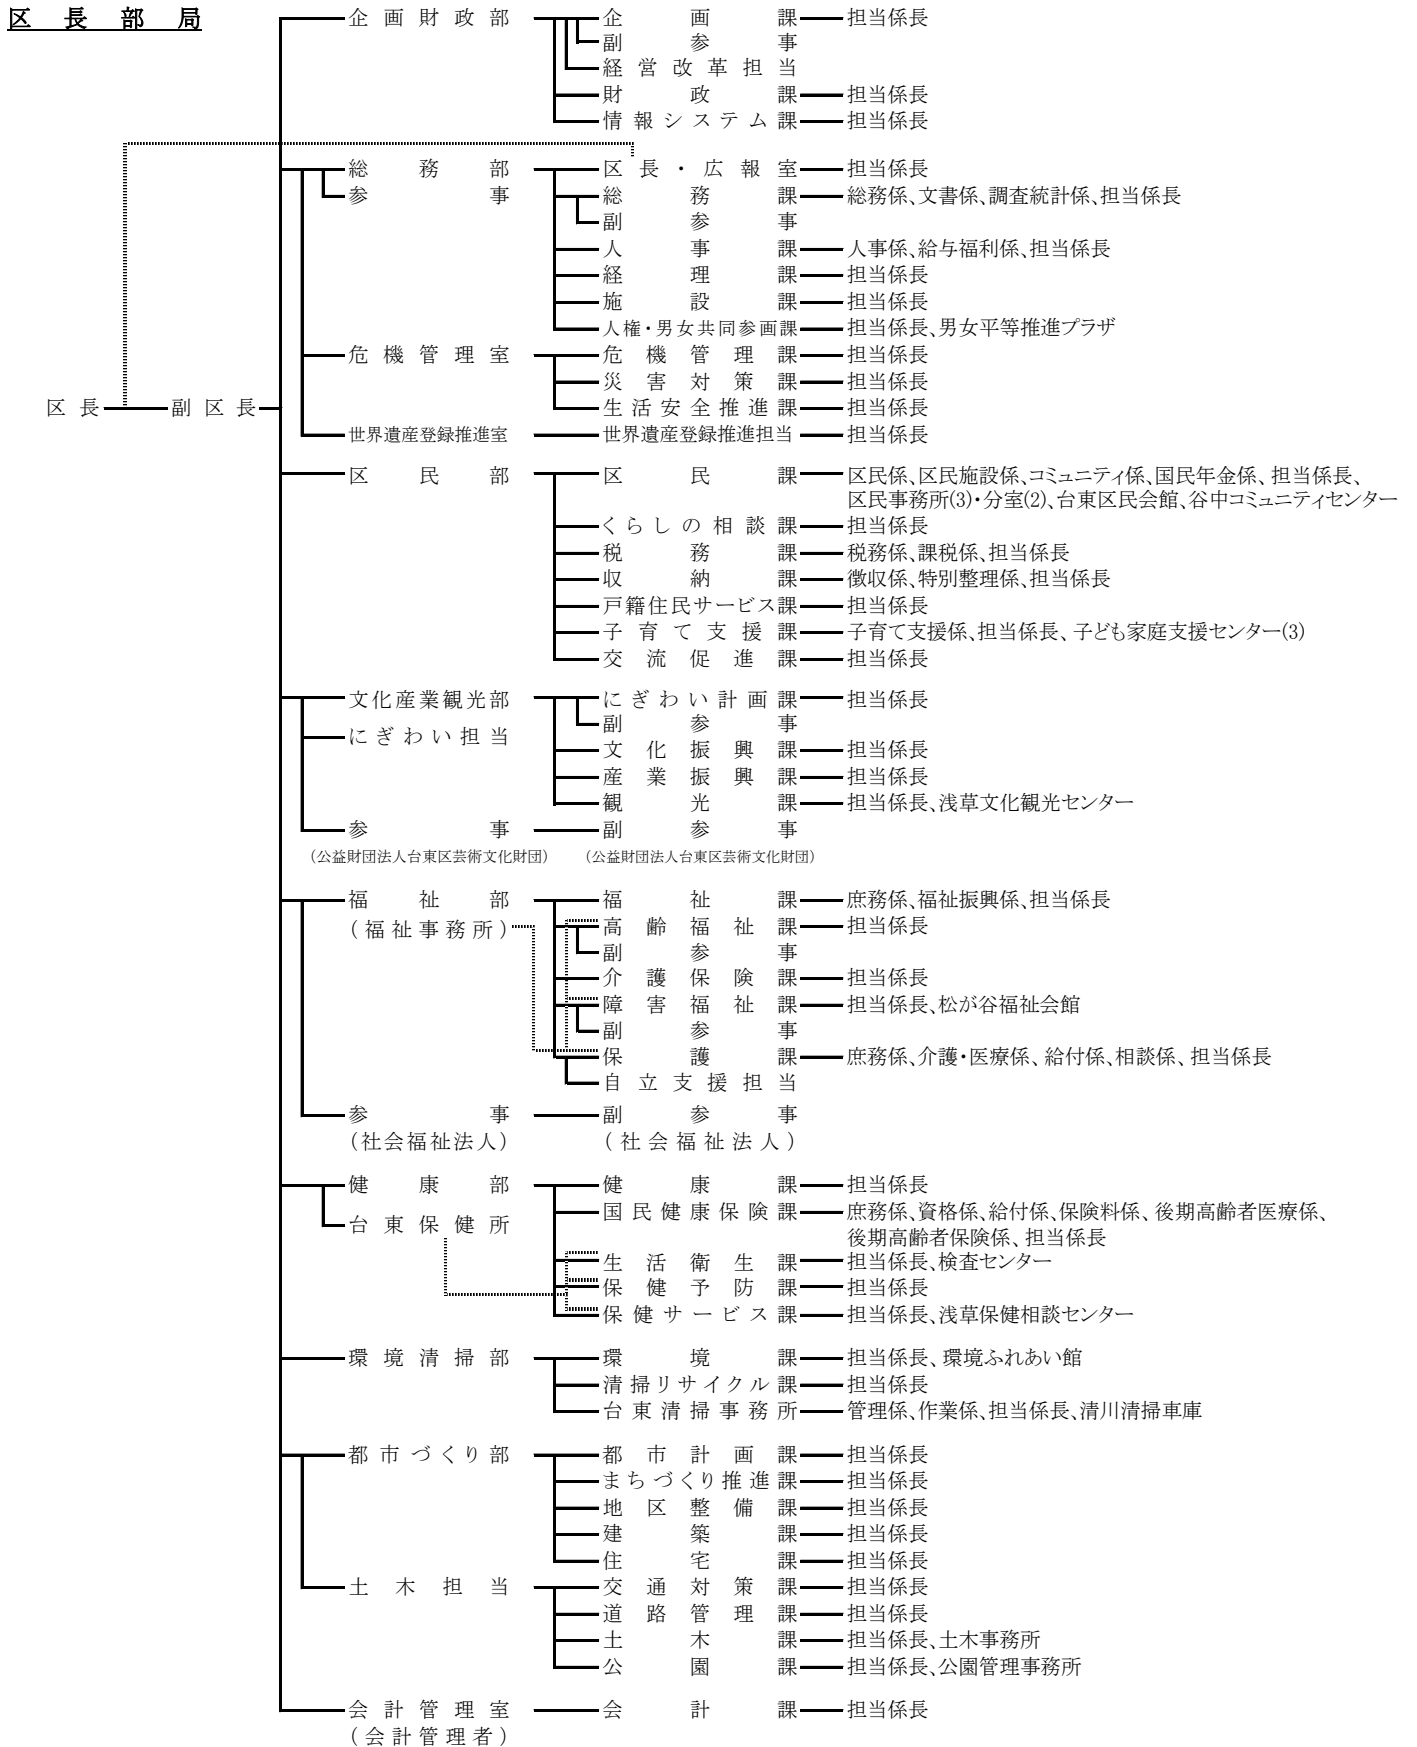 区長部局
企画財政部 企画課 担当係長
副参事
経営改革担当
財政課 担当係長
情報システム課 担当係長
総務部 区長・広報室 担当係長
参事 総務課 総務係、文書係、調査統計係、担当係長
副参事
人事課 人事係、給与福利係、担当係長
経理課 担当係長
施設課 担当係長
人権・男女共同参画課 担当係長、男女平等推進プラザ
危機管理室 危機管理課 担当係長
災害対策課 担当係長
区長 副区長 生活安全推進課 担当係長
世界遺産登録推進室 世界遺産登録推進担当 担当係長
区民部 区民課 区民係、区民施設係、コミュニティ係、国民年金係、担当係長、
区民事務所(3)・分室(2)、台東区民会館、谷中コミュニティセンター
くらしの相談課 担当係長
税務課 税務係、課税係、担当係長
収納課 徴収係、特別整理係、担当係長
戸籍住民サービス課 担当係長
子育て支援課 子育て支援係、担当係長、子ども家庭支援センター(3)
交流促進課 担当係長
文化産業観光部 にぎわい計画課 担当係長
副参事
にぎわい担当
文化振興課 担当係長
産業振興課 担当係長
観光課 担当係長、浅草文化観光センター
参事 副参事
(公益財団法人台東区芸術文化財団) (公益財団法人台東区芸術文化財団)
福祉部 福祉課 庶務係、福祉振興係、担当係長
(福祉事務所) 高齢福祉課 担当係長
副参事
介護保険課 担当係長
障害福祉課 担当係長、松が谷福祉会館
副参事
保護課 庶務係、介護・医療係、給付係、相談係、担当係長
自立支援担当
参事 副参事
(社会福祉法人) (社会福祉法人)
健康部 健康課 担当係長
台東保健所 国民健康保険課 庶務係、資格係、給付係、保険料係、後期高齢者医療係、
後期高齢者保険係、担当係長
生活衛生課 担当係長、検査センター
保健予防課 担当係長
保健サービス課 担当係長、浅草保健相談センター
環境清掃部 環境課 担当係長、環境ふれあい館
清掃リサイクル課 担当係長
台東清掃事務所 管理係、作業係、担当係長、清川清掃車庫
都市づくり部 都市計画課 担当係長
まちづくり推進課 担当係長
地区整備課 担当係長
建築課 担当係長
住宅課 担当係長
土木担当 交通対策課 担当係長
道路管理課 担当係長
土木課 担当係長、土木事務所
公園課 担当係長、公園管理事務所
会計管理室 会計課 担当係長
(会計管理者)